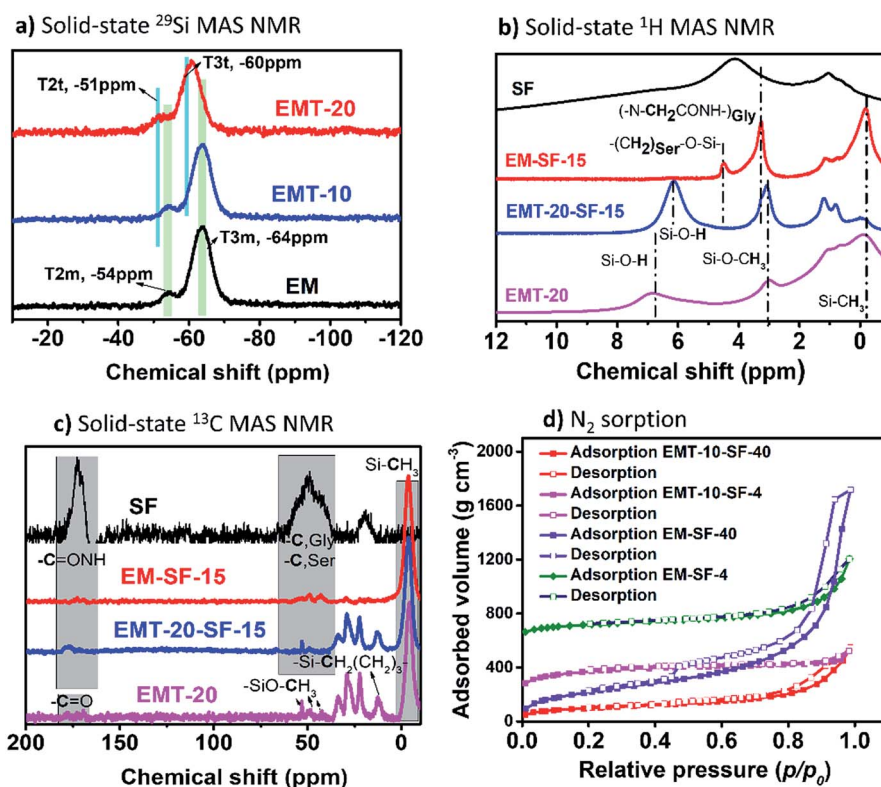 a) Solid-state ²⁹Si MAS NMR
T2t, -51ppm
T3t, -60ppm
EMT-20
EMT-10
T3m, -64ppm
T2m, -54ppm
EM
-20 -40 -60 -80 -100 -120
Chemical shift (ppm)
b) Solid-state ¹H MAS NMR
SF
(-N-CH₂CONH-)Gly
-(CH₂)Ser-O-Si-
EM-SF-15
EMT-20-SF-15
Si-O-H
Si-O-H
Si-O-CH₃
EMT-20
Si-CH₃
12 10 8 6 4 2 0
Chemical shift (ppm)
c) Solid-state ¹³C MAS NMR
Si-CH₃
SF
-C=ONH
-C,Gly
-C,Ser
EM-SF-15
EMT-20-SF-15
-Si-CH₂(CH₂)₃-
-SiO-CH₃
-C=O
EMT-20
200 150 100 50 0
Chemical shift (ppm)
d) N₂ sorption
2000
1600
1200
800
400
0
Adsorbed volume (g cm⁻³)
Adsorption EMT-10-SF-40
Desorption
Adsorption EMT-10-SF-4
Desorption
Adsorption EM-SF-40
Desorption
Adsorption EM-SF-4
Desorption
0.0 0.2 0.4 0.6 0.8 1.0
Relative pressure (p/p₀)